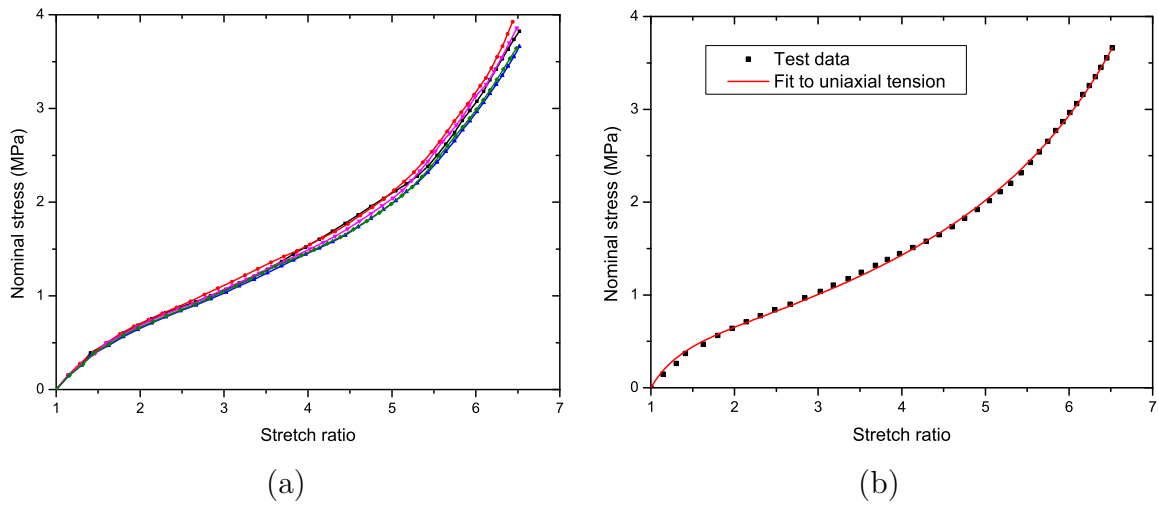 4
3
2
1
0
1 2 3 4 5 6 7
Nominal stress (MPa)
Stretch ratio
(a)
4
3
2
1
0
1 2 3 4 5 6 7
Nominal stress (MPa)
Stretch ratio
Test data
Fit to uniaxial tension
(b)